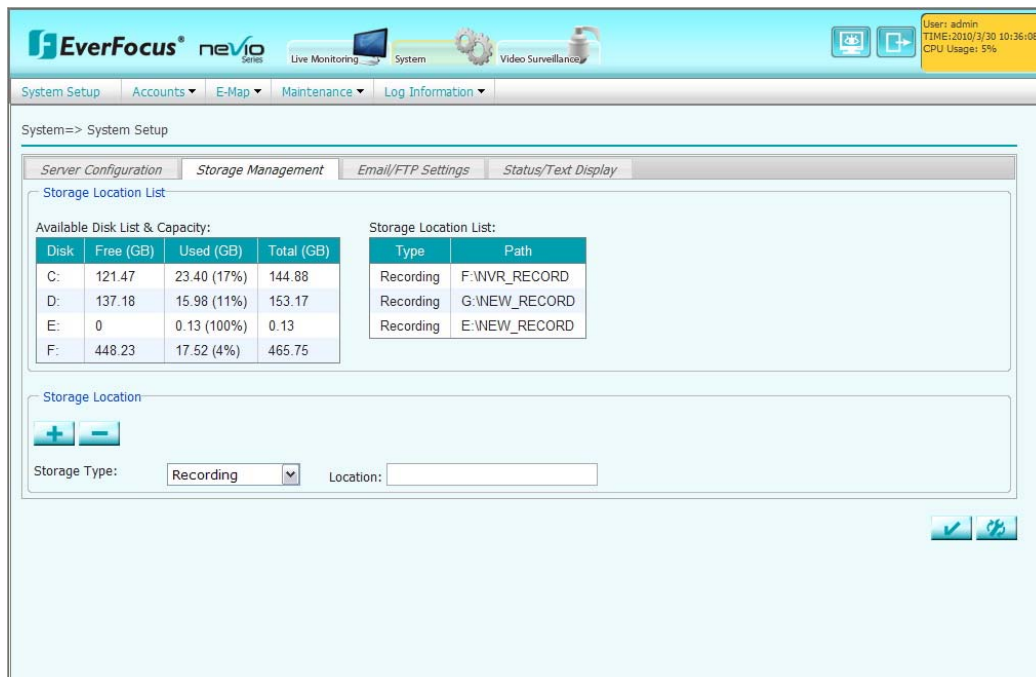 EverFocus® nevio Series
Live Monitoring System Video Surveillance
User: admin
TIME:2010/3/30 10:36:08
CPU Usage: 5%
System Setup Accounts E-Map Maintenance Log Information
System=> System Setup
Server Configuration Storage Management Email/FTP Settings Status/Text Display
Storage Location List
Available Disk List & Capacity:
Disk Free (GB) Used (GB) Total (GB)
C: 121.47 23.40 (17%) 144.88
D: 137.18 15.98 (11%) 153.17
E: 0 0.13 (100%) 0.13
F: 448.23 17.52 (4%) 465.75
Storage Location List:
Type Path
Recording F:\NVR_RECORD
Recording G:\NEW_RECORD
Recording E:\NEW_RECORD
Storage Location
Storage Type: Recording Location: